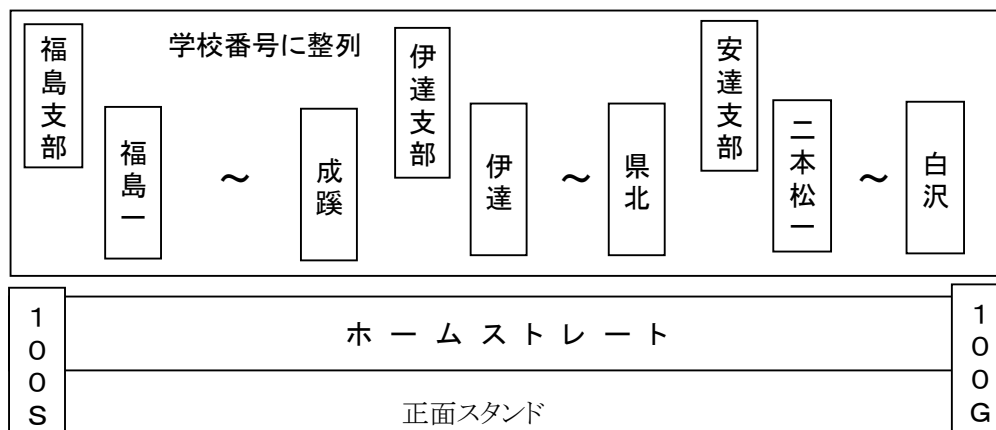 福島支部
学校番号に整列
伊達支部
安達支部
福島一
~
成蹊
伊達
~
県北
二本松一
~
白沢
100S
ホームストレート
100G
正面スタンド